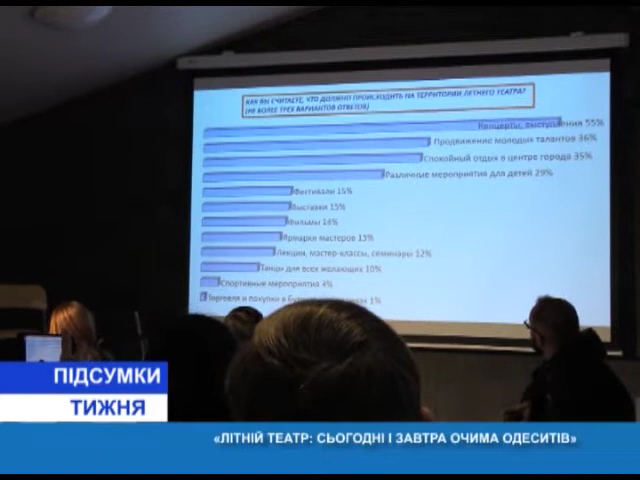 КАК ВЫ СЧИТАЕТЕ, ЧТО ДОЛЖНО ПРОИСХОДИТЬ НА ТЕРРИТОРИИ ЛЕТНЕГО ТЕАТРА?
(НЕ БОЛЕЕ ТРЕХ ВАРИАНТОВ ОТВЕТОВ)
Концерты, выступления 55%
Продвижение молодых талантов 36%
Спокойный отдых в центре города 35%
Различные мероприятия для детей 29%
Фестивали 15%
Выставки 15%
Фильмы 14%
Ярмарки мастеров 13%
Лекции, мастер-классы, семинары 12%
Танцы для всех желающих 10%
Спортивные мероприятия 4%
Торговля и покупки в 1%
ПІДСУМКИ
ТИЖНЯ
«ЛІТНІЙ ТЕАТР: СЬОГОДНІ І ЗАВТРА ОЧИМА ОДЕСИТІВ»